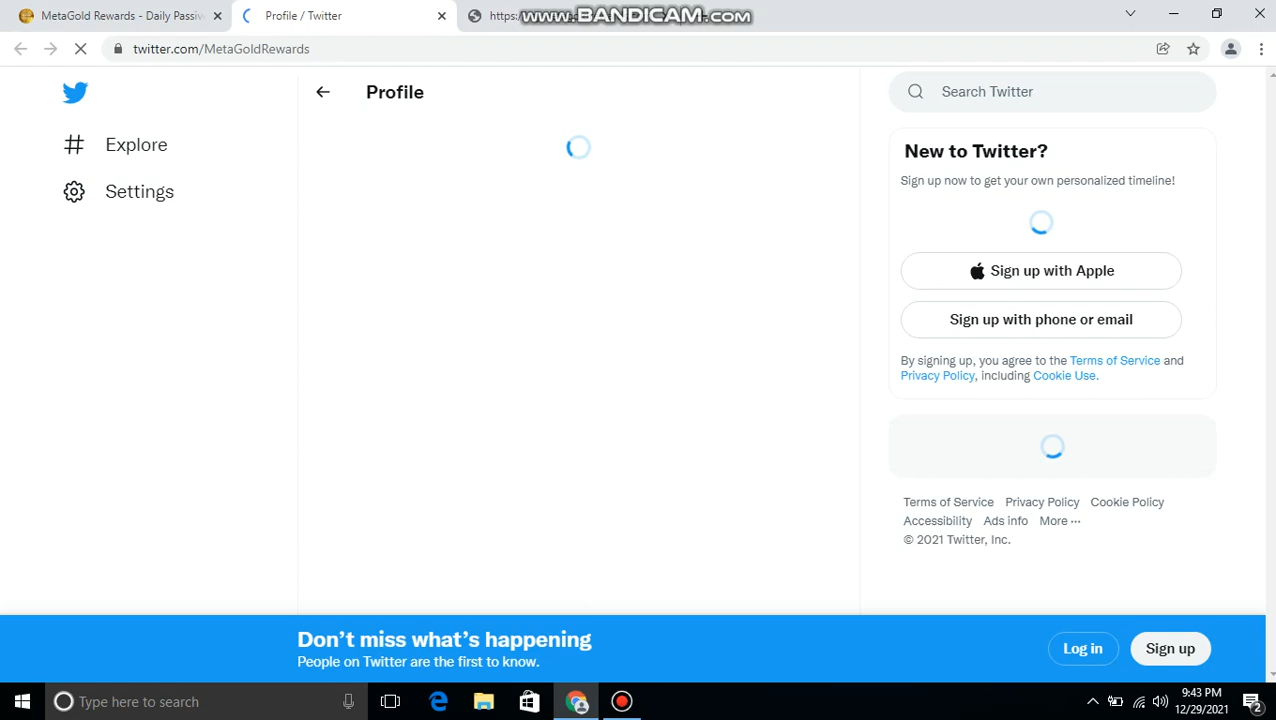 MetaGold Rewards - Daily Passiv
Profile / Twitter
https:
www.BANDICAM.com
twitter.com/MetaGoldRewards
Profile
Search Twitter
Explore
Settings
New to Twitter?
Sign up now to get your own personalized timeline!
Sign up with Apple
Sign up with phone or email
By signing up, you agree to the Terms of Service and
Privacy Policy, including Cookie Use.
Terms of Service Privacy Policy Cookie Policy
Accessibility Ads info More ···
© 2021 Twitter, Inc.
Don't miss what's happening
People on Twitter are the first to know.
Log in
Sign up
Type here to search
9:43 PM
12/29/2021
2